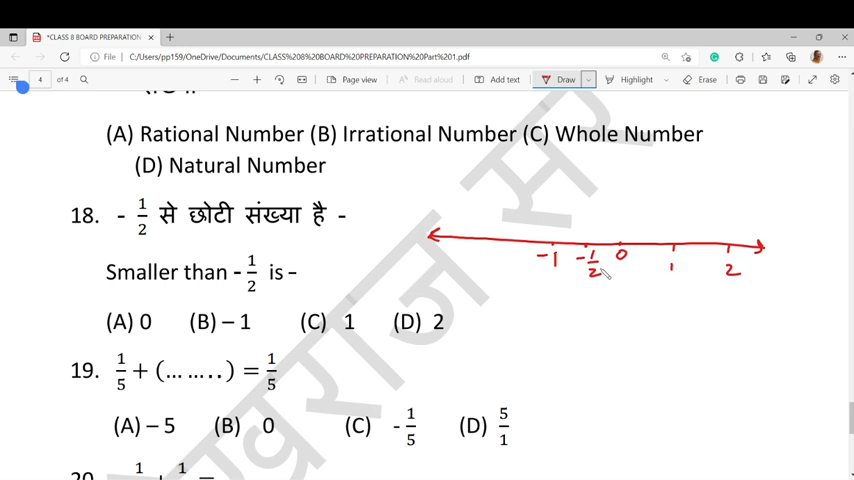 *CLASS 8 BOARD PREPARATION
File C:/Users/pp159/OneDrive/Documents/CLASS%208%20BOARD%20PREPARATION%20Part%201.pdf
4 of 4 Page view Read aloud Add text Draw Highlight Erase
(A) Rational Number (B) Irrational Number (C) Whole Number
(D) Natural Number
18. - 1/2 से छोटी संख्या है -
Smaller than - 1/2 is –
(A) 0 (B) – 1 (C) 1 (D) 2
-1 -1/2 0 1 2
19. 1/5 + (... ... . .) = 1/5
(A) – 5 (B) 0 (C) - 1/5 (D) 5/1